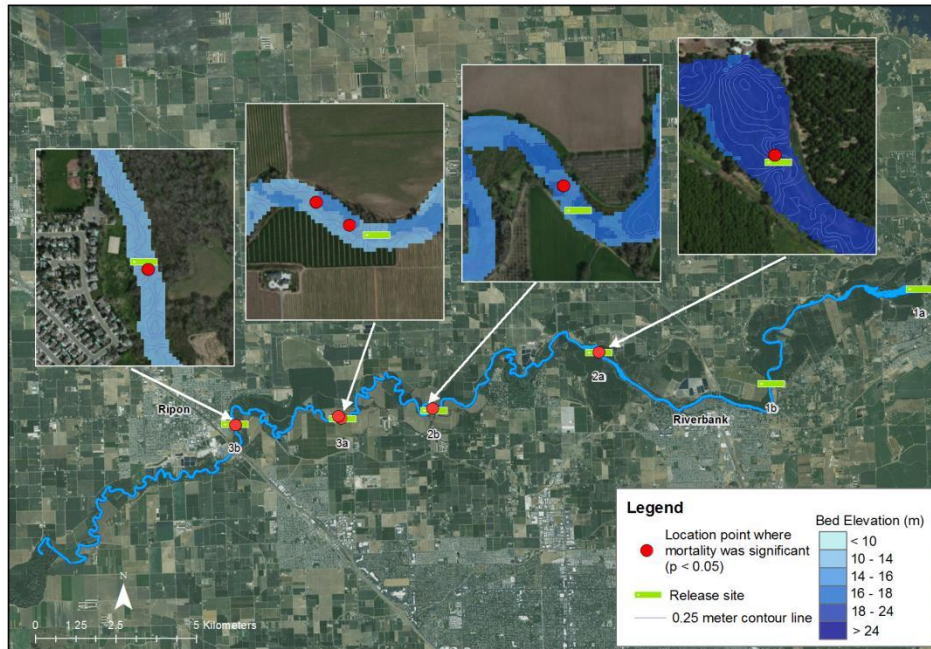 1a
2a
1b
Ripon
Riverbank
2b
3a
3b
N
0 1.25 2.5 5 Kilometers
Legend
Location point where
mortality was significant
(p < 0.05)
Release site
0.25 meter contour line
Bed Elevation (m)
< 10
10 - 14
14 - 16
16 - 18
18 - 24
> 24